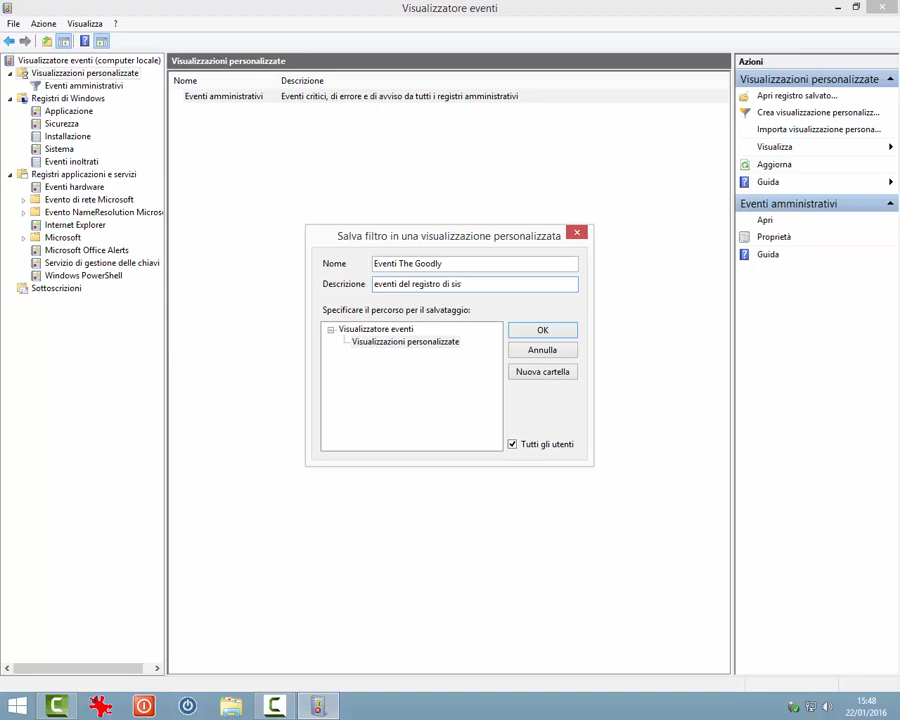 Visualizzatore eventi
File Azione Visualizza ?
Visualizzatore eventi (computer locale)
Visualizzazioni personalizzate
Eventi amministrativi
Registri di Windows
Applicazione
Sicurezza
Installazione
Sistema
Eventi inoltrati
Registri applicazioni e servizi
Eventi hardware
Evento di rete Microsoft
Evento NameResolution Micros
Internet Explorer
Microsoft
Microsoft Office Alerts
Servizio di gestione delle chiavi
Windows PowerShell
Sottoscrizioni
Visualizzazioni personalizzate
Nome Descrizione
Eventi amministrativi Eventi critici, di errore e di avviso da tutti i registri amministrativi
Salva filtro in una visualizzazione personalizzata
Nome Eventi The Goodly
Descrizione eventi del registro di sis
Specificare il percorso per il salvataggio:
Visualizzatore eventi
Visualizzazioni personalizzate
OK
Annulla
Nuova cartella
Tutti gli utenti
Azioni
Visualizzazioni personalizzate
Apri registro salvato...
Crea visualizzazione personalizz...
Importa visualizzazione persona...
Visualizza
Aggiorna
Guida
Eventi amministrativi
Apri
Proprietà
Guida
15:48
22/01/2016